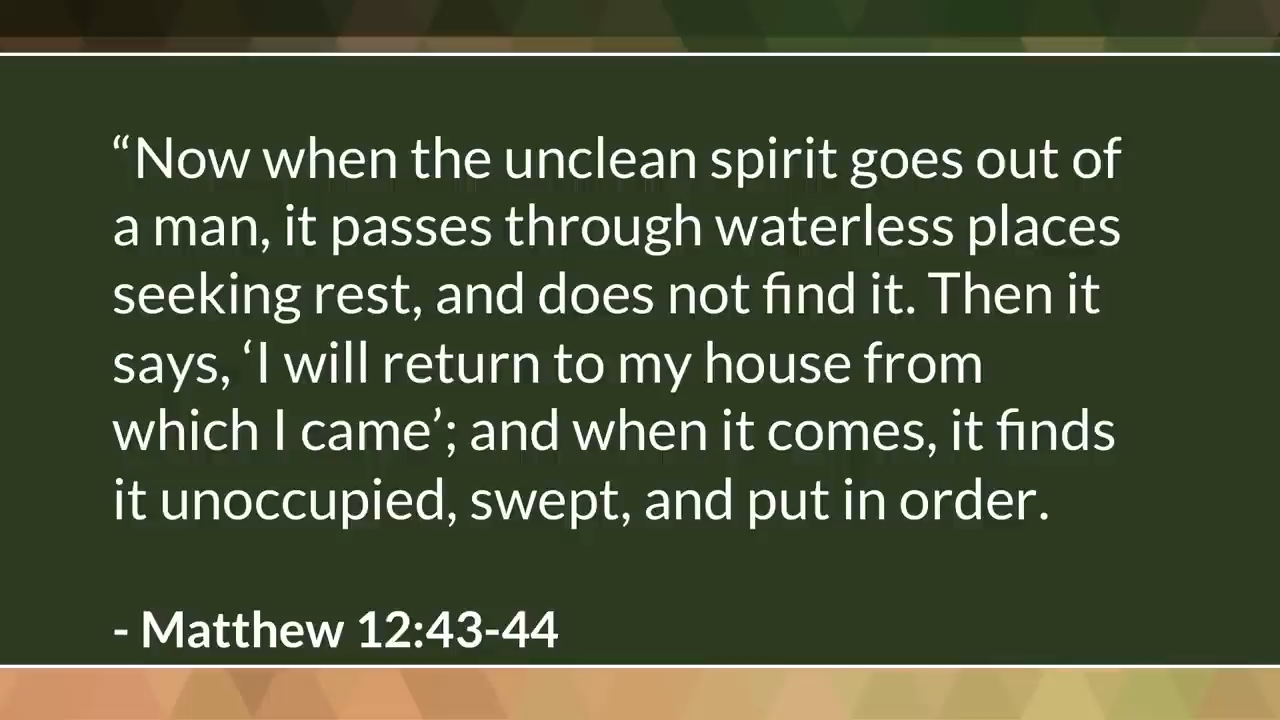 “Now when the unclean spirit goes out of
a man, it passes through waterless places
seeking rest, and does not find it. Then it
says, ‘I will return to my house from
which I came’; and when it comes, it finds
it unoccupied, swept, and put in order.
- Matthew 12:43-44